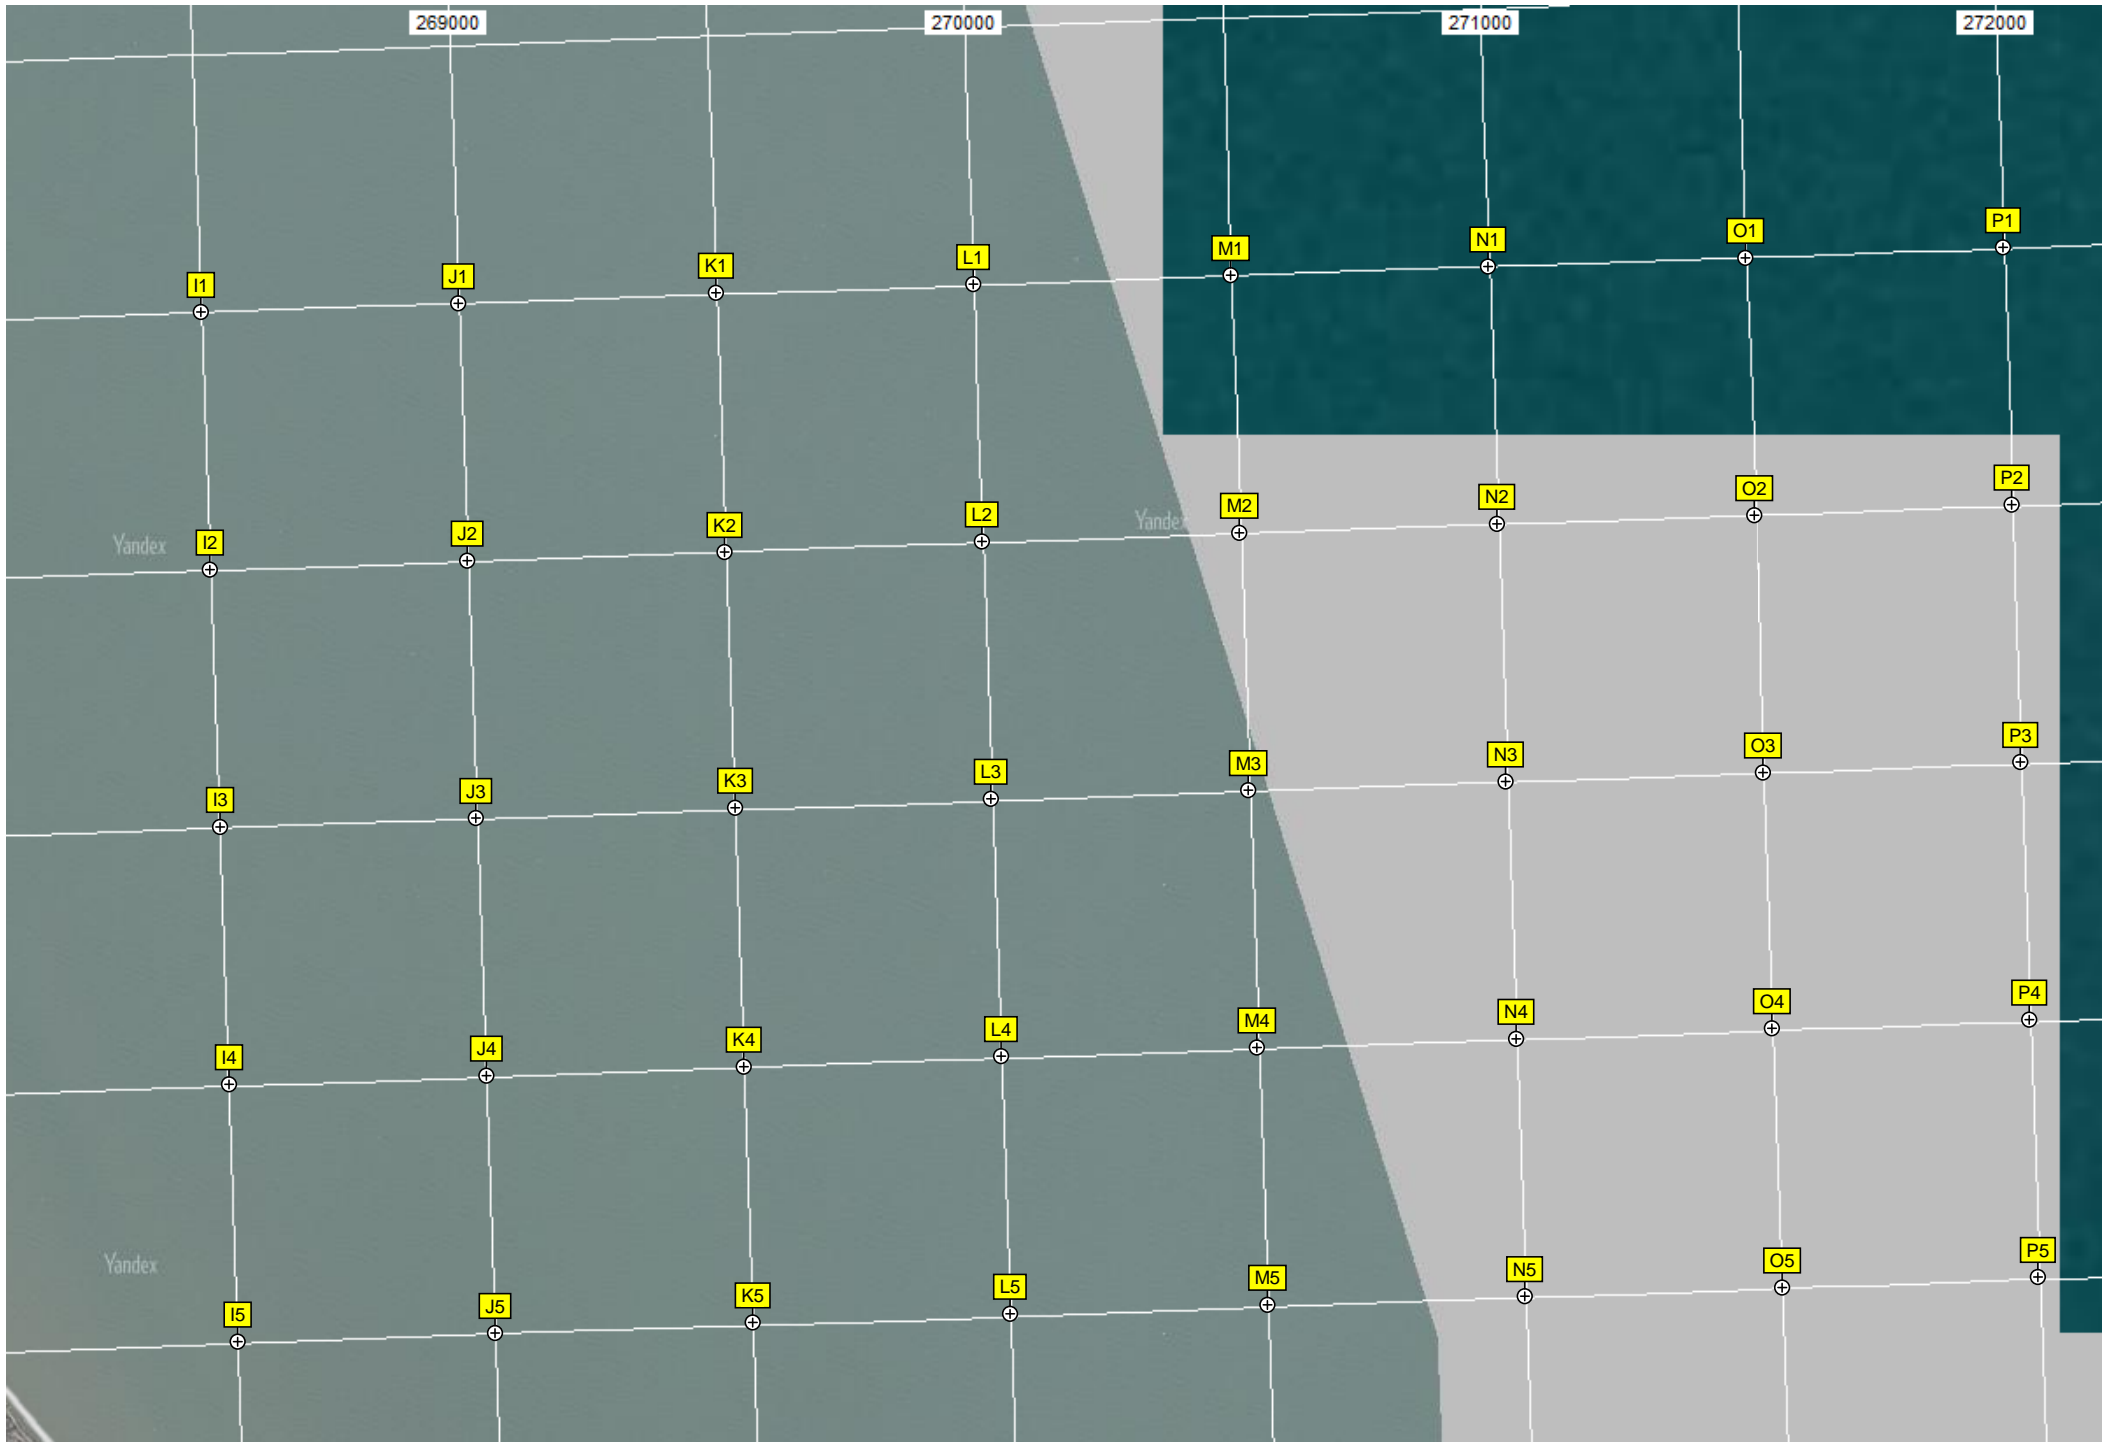 269000 270000 271000 272000
I1 J1 K1 L1 M1 N1 O1 P1
I2 J2 K2 L2 M2 N2 O2 P2
Yandex Yandex
I3 J3 K3 L3 M3 N3 O3 P3
I4 J4 K4 L4 M4 N4 O4 P4
I5 J5 K5 L5 M5 N5 O5 P5
Yandex